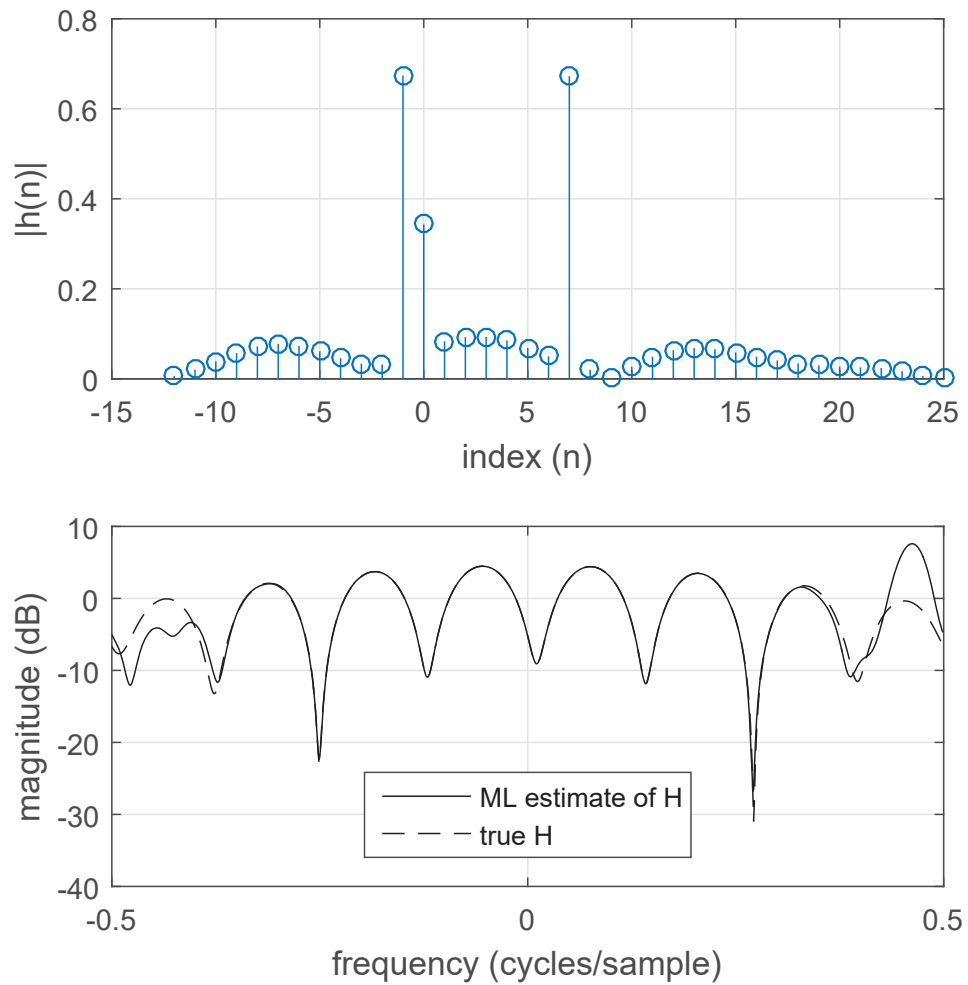 0.8
0.6
0.4
0.2
0
|h(n)|
-15 -10 -5 0 5 10 15 20 25
index (n)
10
0
-10
-20
-30
-40
magnitude (dB)
ML estimate of H
true H
-0.5 0 0.5
frequency (cycles/sample)